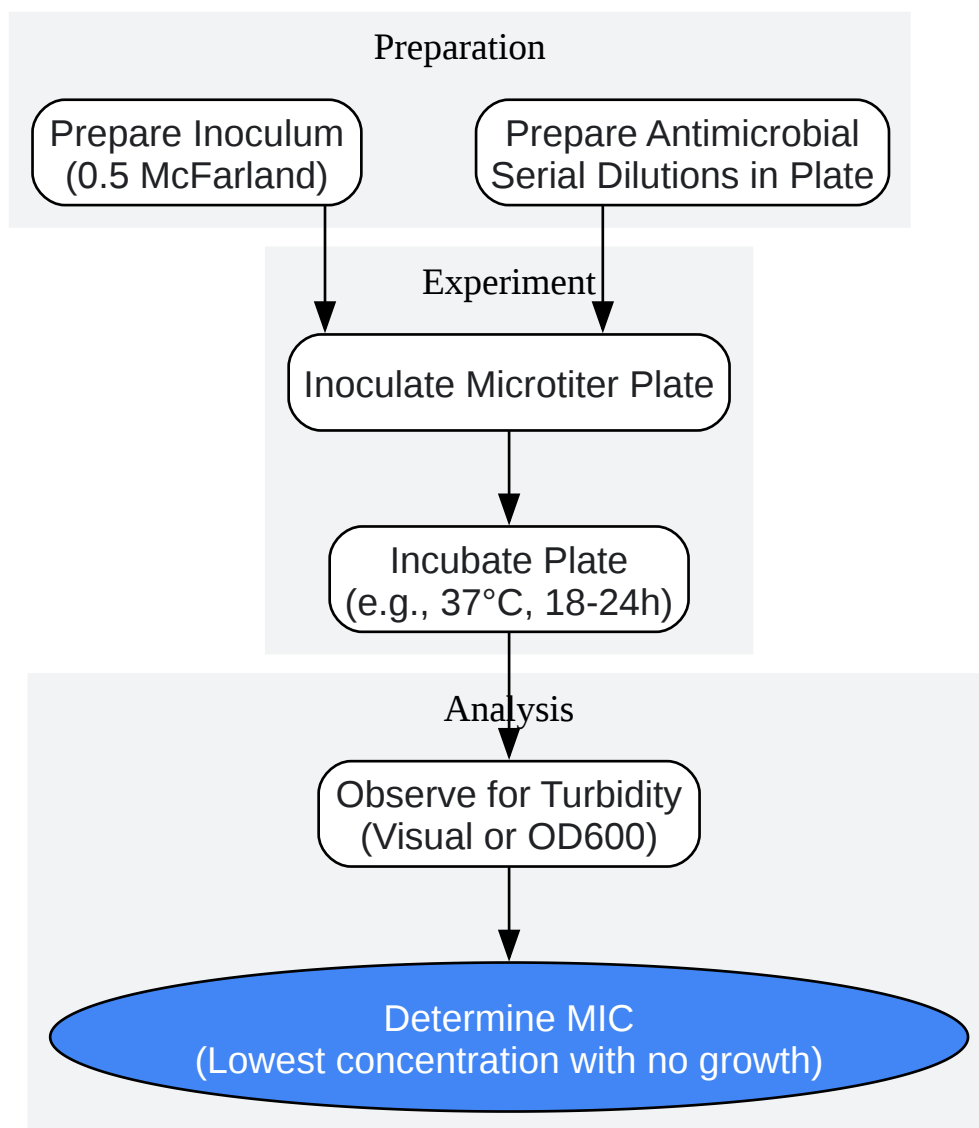 Preparation
Prepare Inoculum
(0.5 McFarland)
Prepare Antimicrobial
Serial Dilutions in Plate
Experiment
Inoculate Microtiter Plate
Incubate Plate
(e.g., 37°C, 18-24h)
Analysis
Observe for Turbidity
(Visual or OD600)
Determine MIC
(Lowest concentration with no growth)